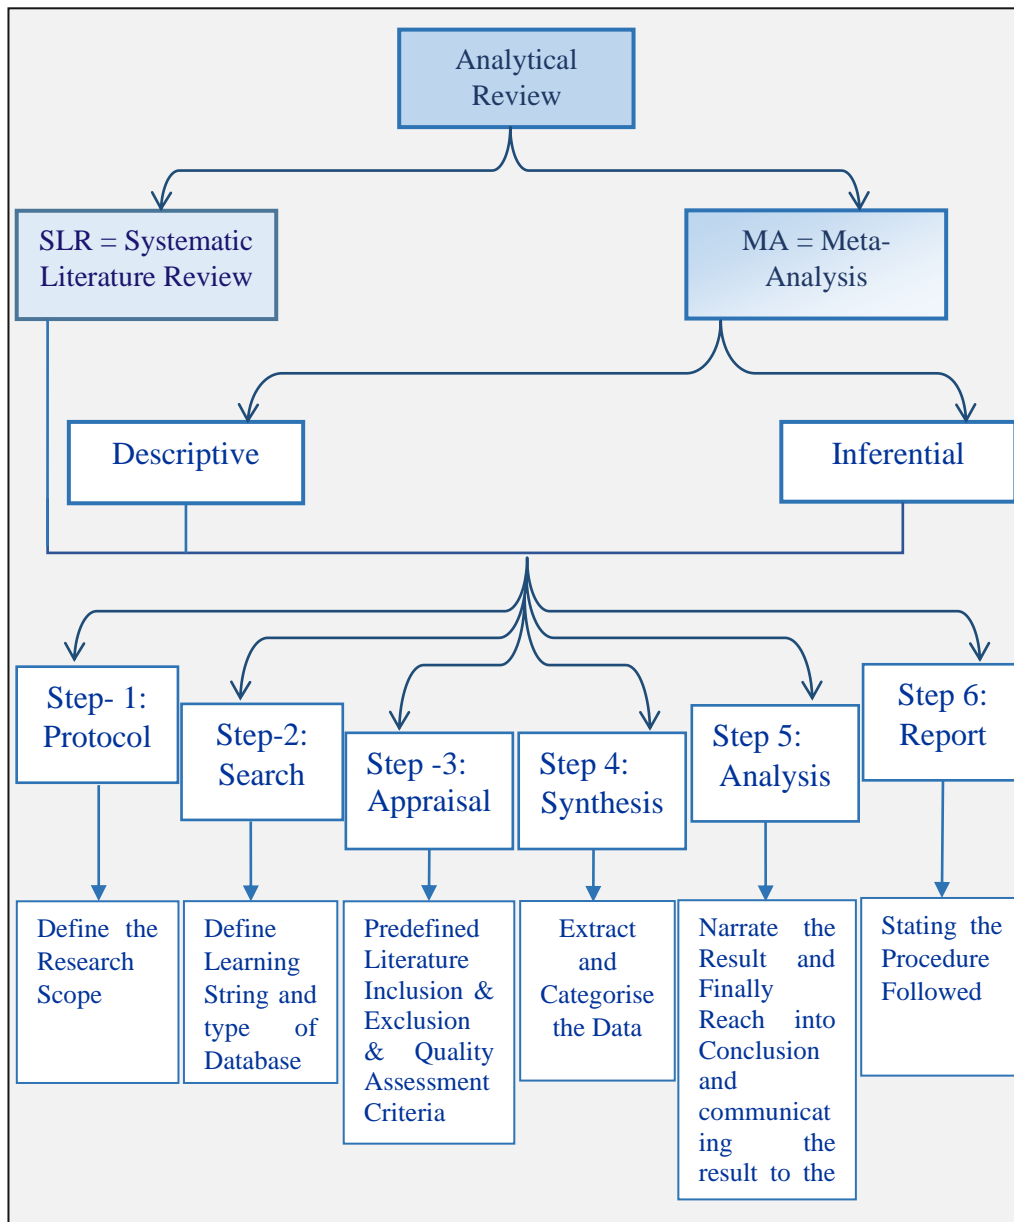 Analytical
Review
SLR = Systematic
Literature Review
MA = Meta-
Analysis
Descriptive
Inferential
Step- 1:
Protocol
Step-2:
Search
Step -3:
Appraisal
Step 4:
Synthesis
Step 5:
Analysis
Step 6:
Report
Define the
Research
Scope
Define
Learning
String and
type of
Database
Predefined
Literature
Inclusion &
Exclusion
& Quality
Assessment
Criteria
Extract
and
Categorise
the Data
Narrate the
Result and
Finally
Reach into
Conclusion
and
communicat
ing the
result to the
Stating the
Procedure
Followed